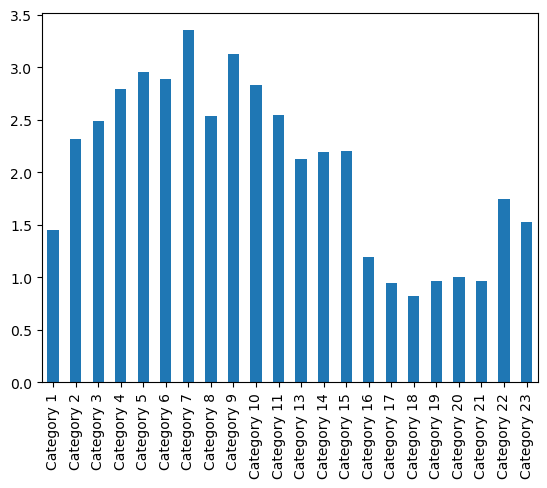 3.5
3.0
2.5
2.0
1.5
1.0
0.5
0.0
Category 1
Category 2
Category 3
Category 4
Category 5
Category 6
Category 7
Category 8
Category 9
Category 10
Category 11
Category 13
Category 14
Category 15
Category 16
Category 17
Category 18
Category 19
Category 20
Category 21
Category 22
Category 23